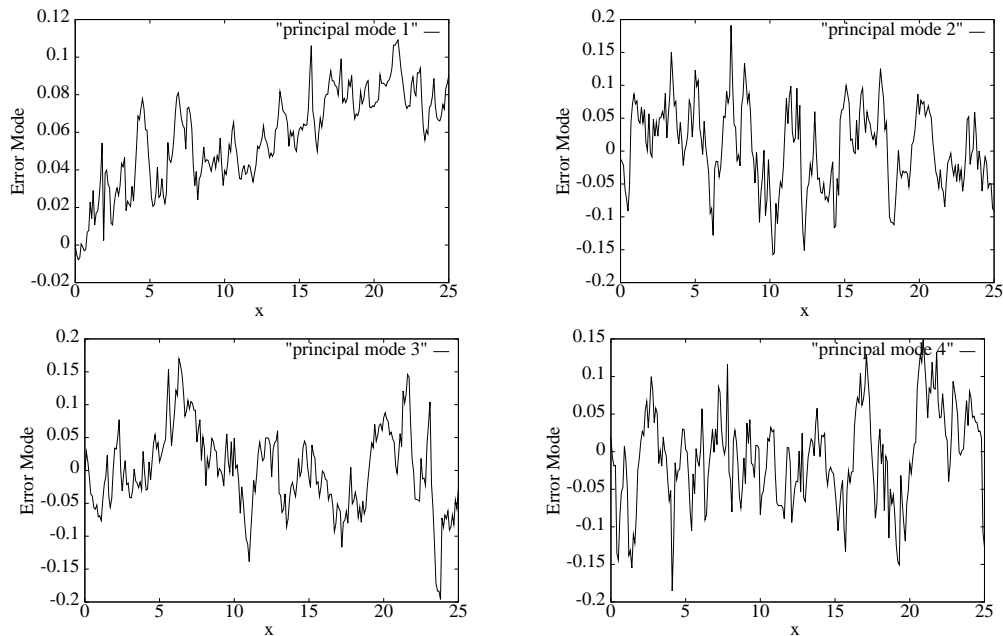 "principal mode 1"
0.12
0.1
0.08
0.06
0.04
0.02
0
-0.02
Error Mode
0 5 10 15 20 25
x
"principal mode 2"
0.2
0.15
0.1
0.05
0
-0.05
-0.1
-0.15
-0.2
Error Mode
0 5 10 15 20 25
x
"principal mode 3"
0.2
0.15
0.1
0.05
0
-0.05
-0.1
-0.15
-0.2
Error Mode
0 5 10 15 20 25
x
"principal mode 4"
0.15
0.1
0.05
0
-0.05
-0.1
-0.15
-0.2
Error Mode
0 5 10 15 20 25
x